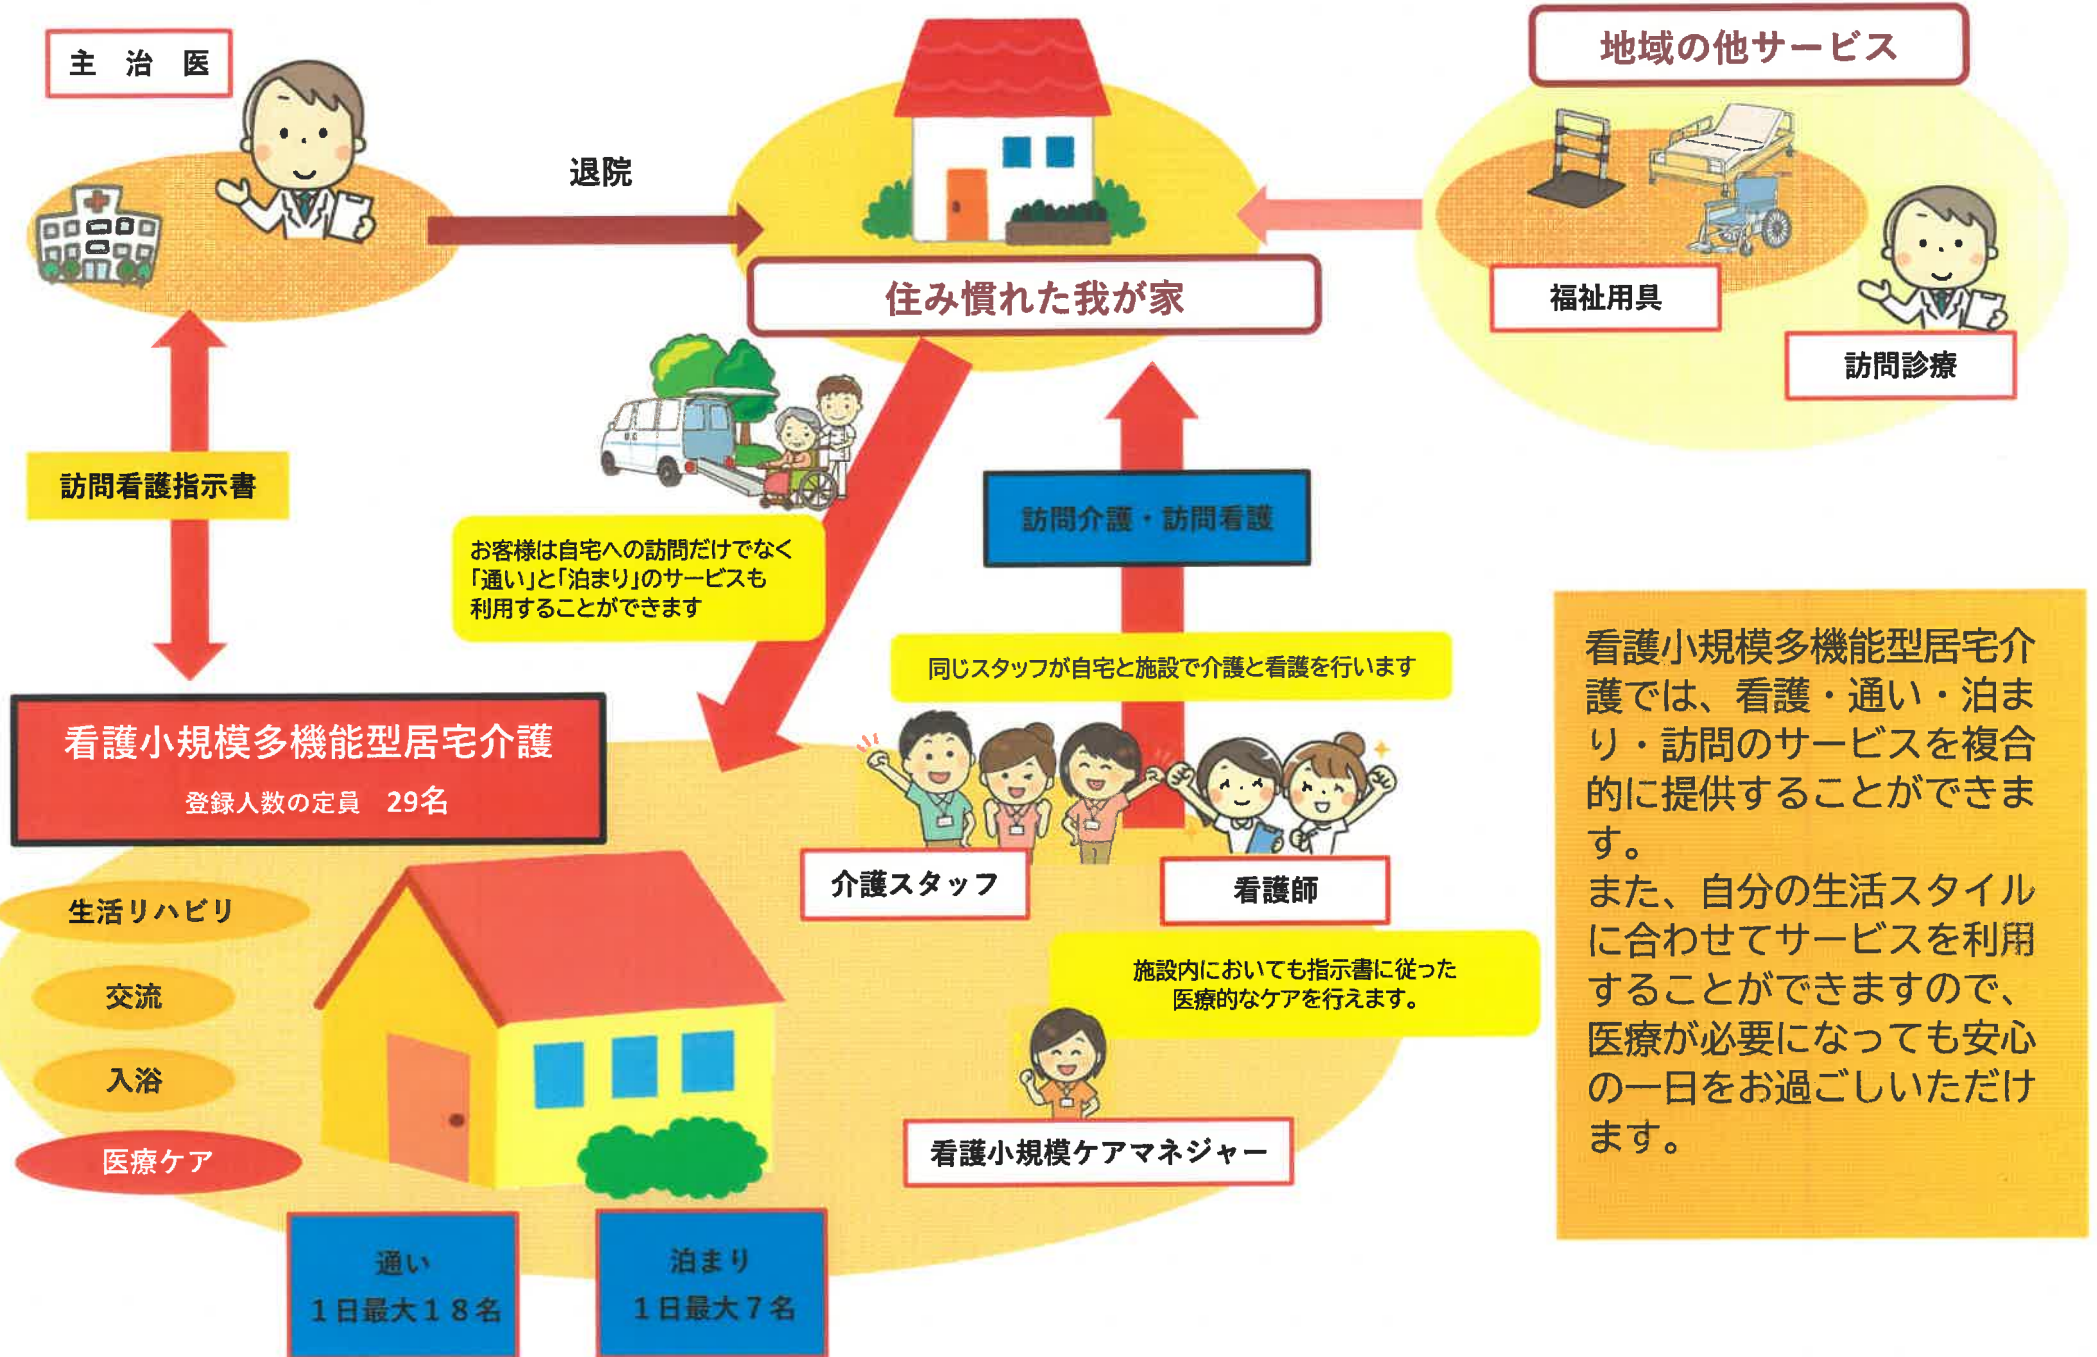 主 治 医
退院
住み慣れた我が家
地域の他サービス
福祉用具
訪問診療
訪問看護指示書
お客様は自宅への訪問だけでなく
「通い」と「泊まり」のサービスも
利用することができます
訪問介護・訪問看護
同じスタッフが自宅と施設で介護と看護を行います
看護小規模多機能型居宅介護
登録人数の定員 29名
介護スタッフ
看護師
施設内においても指示書に従った
医療的なケアを行えます。
看護小規模ケアマネジャー
生活リハビリ
交流
入浴
医療ケア
通い
1日最大18名
泊まり
1日最大7名
看護小規模多機能型居宅介
護では、看護・通い・泊ま
り・訪問のサービスを複合
的に提供することができま
す。
また、自分の生活スタイル
に合わせてサービスを利用
することができますので、
医療が必要になっても安心
の一日をお過ごしいただけ
ます。